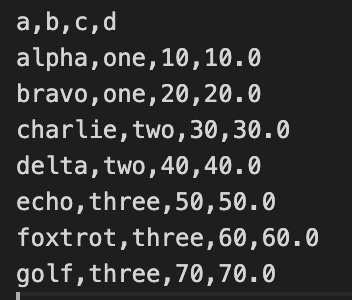 a,b,c,d
alpha,one,10,10.0
bravo,one,20,20.0
charlie,two,30,30.0
delta,two,40,40.0
echo,three,50,50.0
foxtrot,three,60,60.0
golf,three,70,70.0